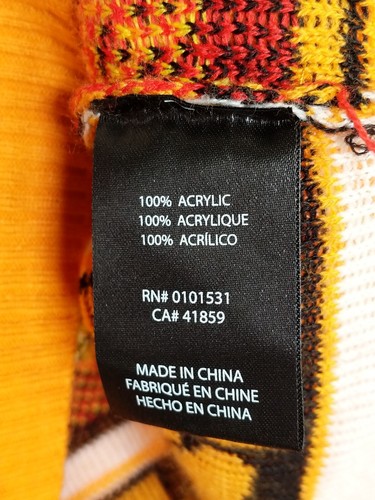 100% ACRYLIC
100% ACRYLIQUE
100% ACRÍLICO
RN# 0101531
CA# 41859
MADE IN CHINA
FABRIQUÉ EN CHINE
HECHO EN CHINA